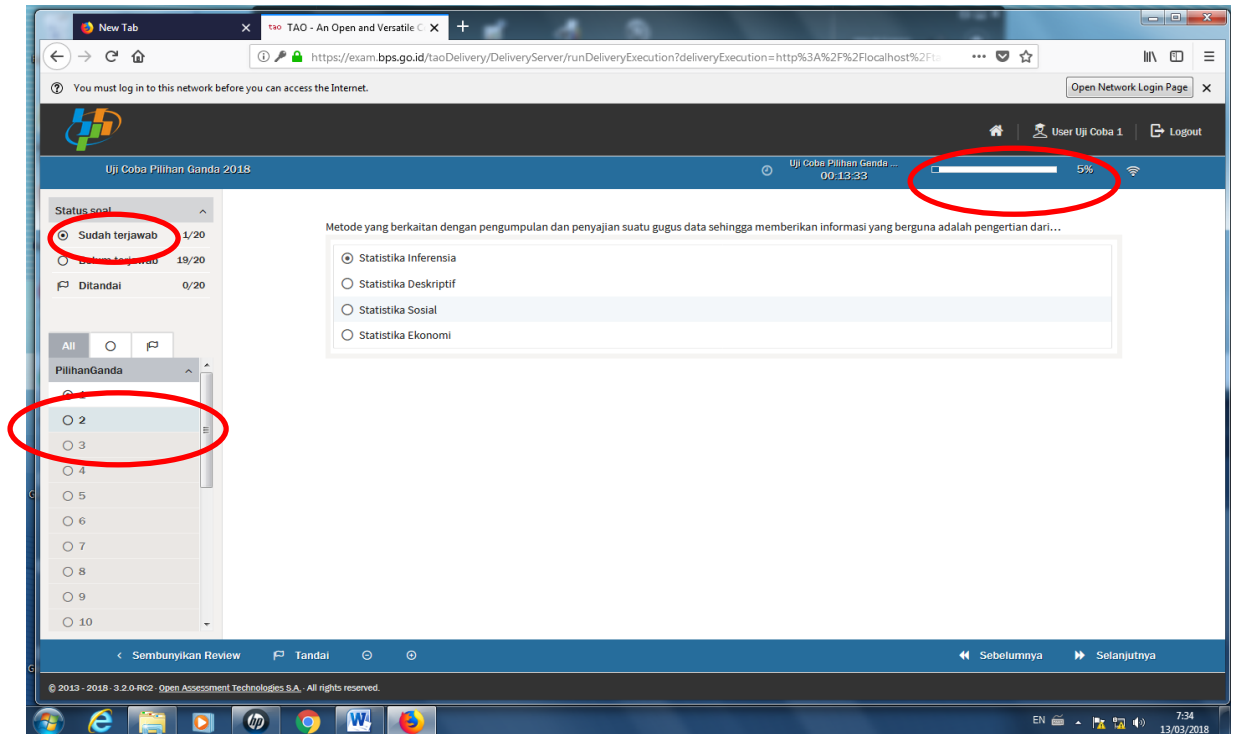 New Tab
tao TAO - An Open and Versatile C
https://exam.bps.go.id/taoDelivery/DeliveryServer/runDeliveryExecution?deliveryExecution=http%3A%2F%2Flocalhost%2Fta
You must log in to this network before you can access the Internet.
Open Network Login Page
User Uji Coba 1
Logout
Uji Coba Pilihan Ganda 2018
Uji Coba Pilihan Ganda ...
00:13:33
5%
Status soal
Sudah terjawab 1/20
Belum terjawab 19/20
Ditandai 0/20
All
PilihanGanda
1
2
3
4
5
6
7
8
9
10
Metode yang berkaitan dengan pengumpulan dan penyajian suatu gugus data sehingga memberikan informasi yang berguna adalah pengertian dari...
Statistika Inferensia
Statistika Deskriptif
Statistika Sosial
Statistika Ekonomi
Sembunyikan Review
Tandai
Sebelumnya
Selanjutnya
© 2013 - 2018 · 3.2.0-RC2 · Open Assessment Technologies S.A. · All rights reserved.
hp
W
EN
7:34
13/03/2018